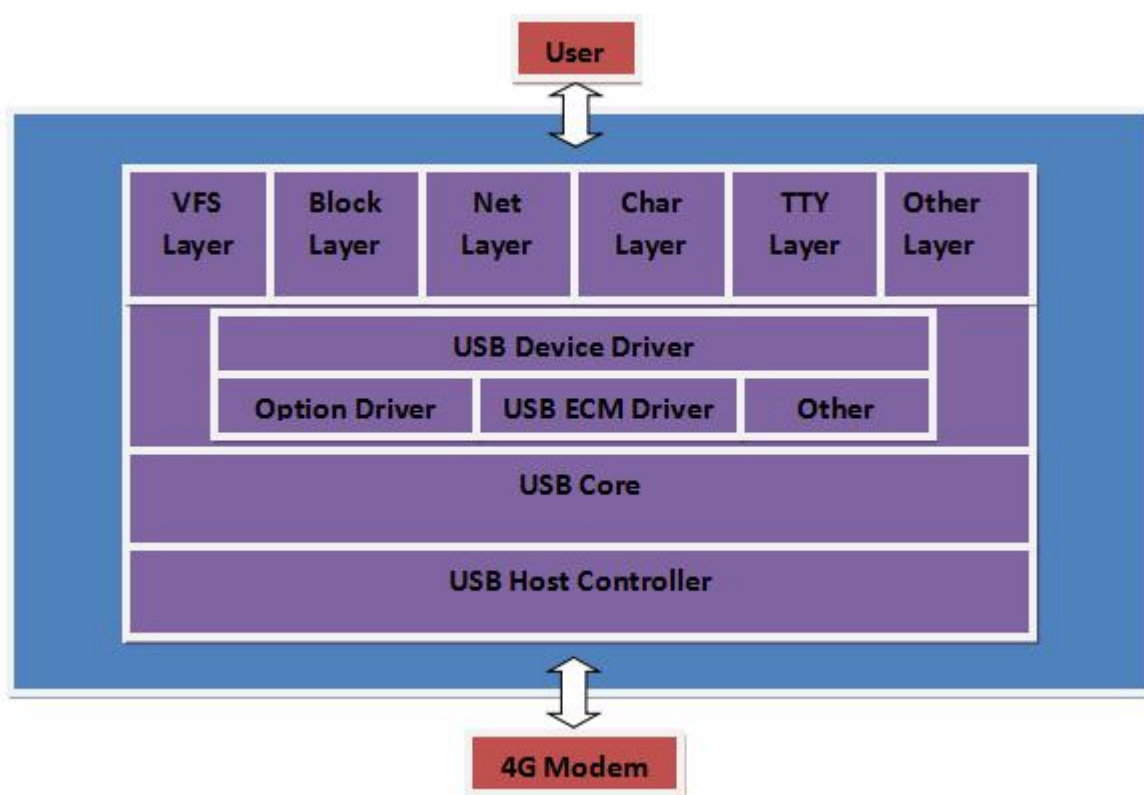 User
VFS Layer
Block Layer
Net Layer
Char Layer
TTY Layer
Other Layer
USB Device Driver
Option Driver
USB ECM Driver
Other
USB Core
USB Host Controller
4G Modem